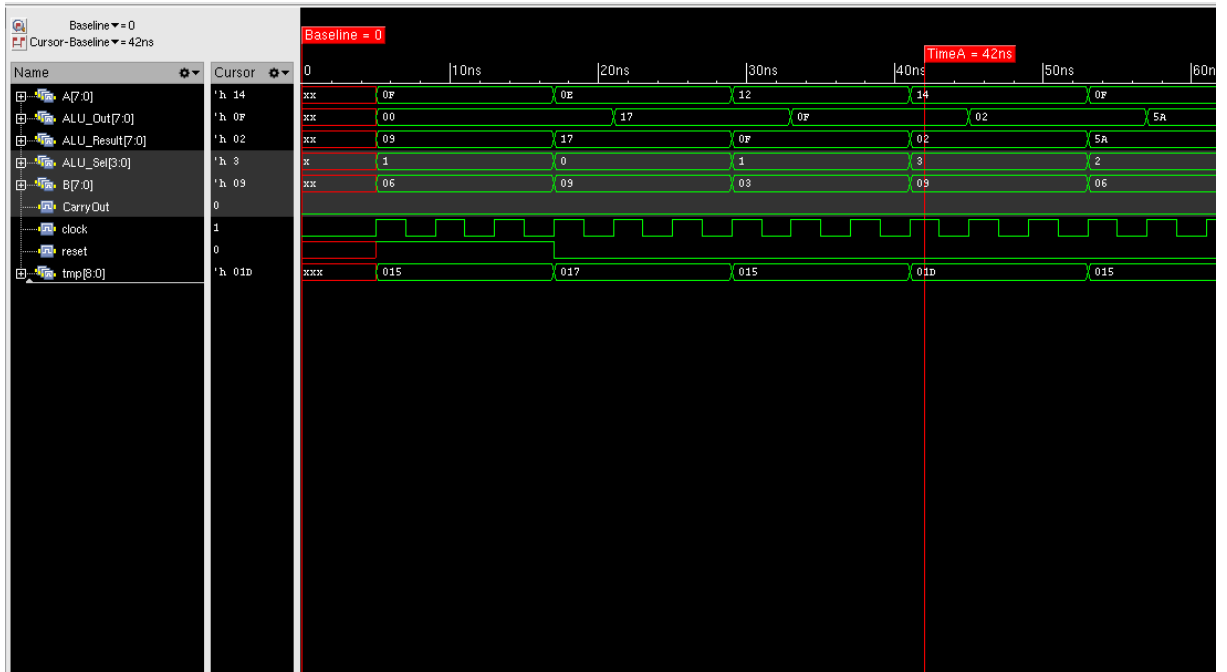 Baseline▼= 0
Cursor-Baseline▼= 42ns
Baseline = 0
TimeA = 42ns
Name Cursor 0 10ns 20ns 30ns 40ns 50ns 60n
A[7:0] 'h 14 xx 0F 0E 12 14 0F
ALU_Out[7:0] 'h 0F xx 00 17 0F 02 5A
ALU_Result[7:0] 'h 02 xx 09 17 0F 02 5A
ALU_Sel[3:0] 'h 3 x 1 0 1 3 2
B[7:0] 'h 09 xx 06 09 03 09 06
CarryOut 0
clock 1
reset 0
tmp[8:0] 'h 01D xxx 015 017 015 01D 015